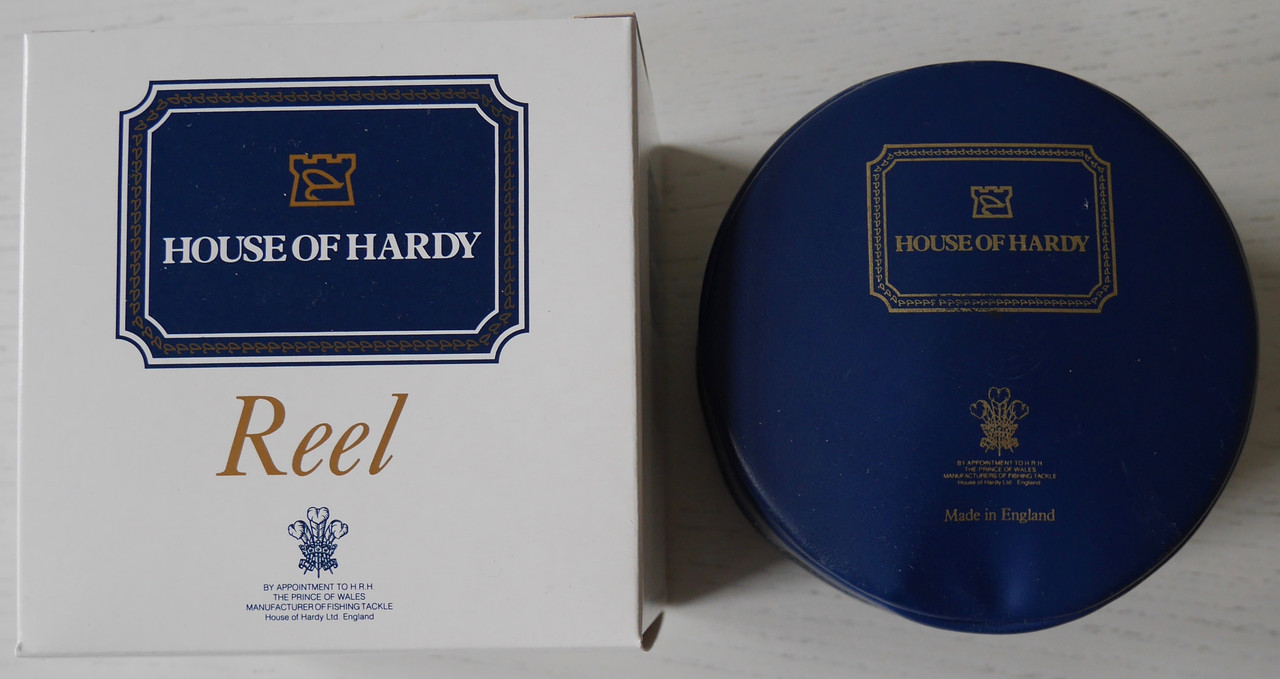 HOUSE OF HARDY
Reel
BY APPOINTMENT TO H.R.H
THE PRINCE OF WALES
MANUFACTURER OF FISHING TACKLE
House of Hardy Ltd. England
HOUSE OF HARDY
BY APPOINTMENT TO H.R.H
THE PRINCE OF WALES
MANUFACTURERS OF FISHING TACKLE
House of Hardy Ltd. England
Made in England